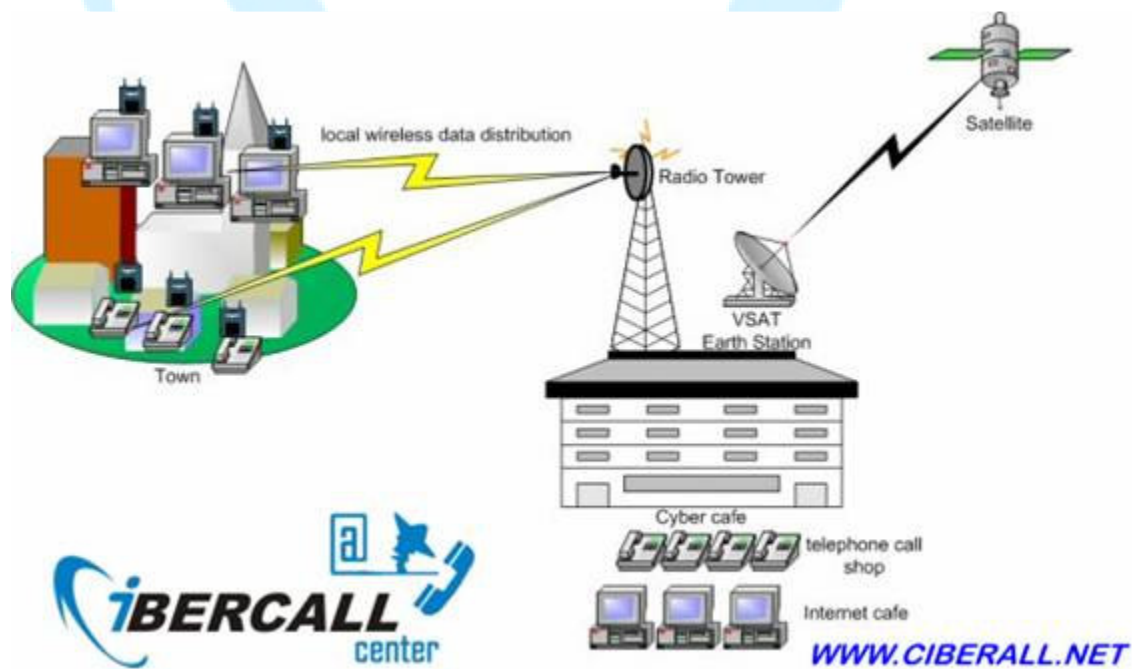 local wireless data distribution
Satellite
Radio Tower
VSAT
Earth Station
Town
Cyber cafe
telephone call
shop
Internet cafe
@
CiBERCALL
center
WWW.CIBERALL.NET